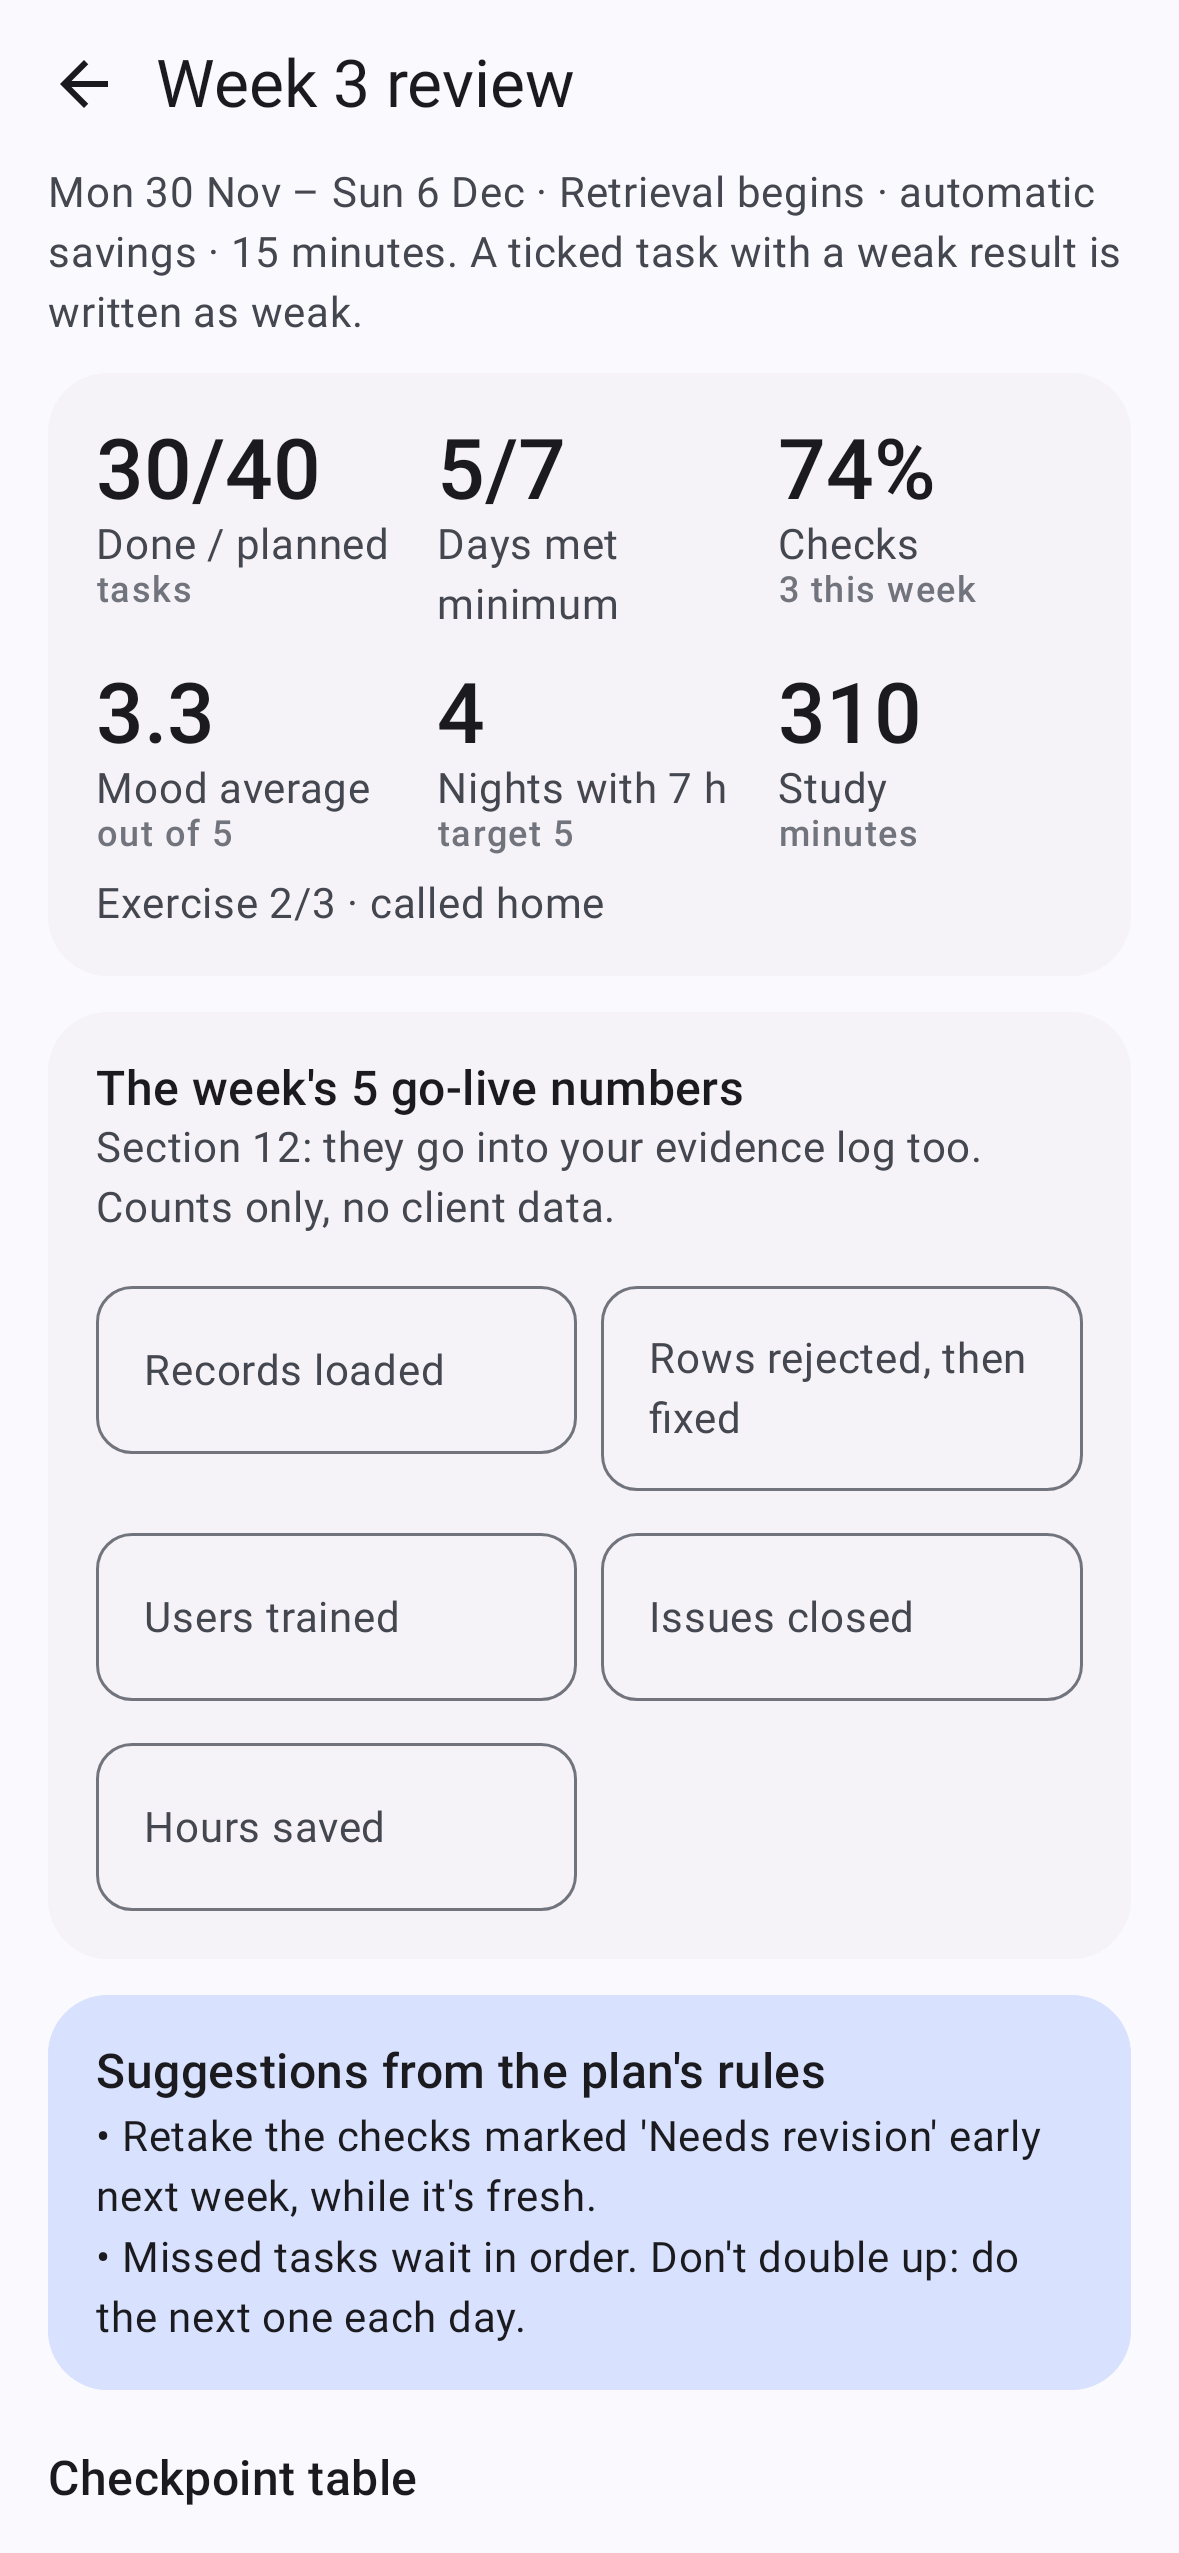 Week 3 review
Mon 30 Nov – Sun 6 Dec · Retrieval begins · automatic
savings · 15 minutes. A ticked task with a weak result is
written as weak.
30/40
Done / planned
tasks
5/7
Days met
minimum
74%
Checks
3 this week
3.3
Mood average
out of 5
4
Nights with 7 h
target 5
310
Study
minutes
Exercise 2/3 · called home
The week's 5 go-live numbers
Section 12: they go into your evidence log too.
Counts only, no client data.
Records loaded
Rows rejected, then
fixed
Users trained
Issues closed
Hours saved
Suggestions from the plan's rules
• Retake the checks marked 'Needs revision' early
next week, while it's fresh.
• Missed tasks wait in order. Don't double up: do
the next one each day.
Checkpoint table